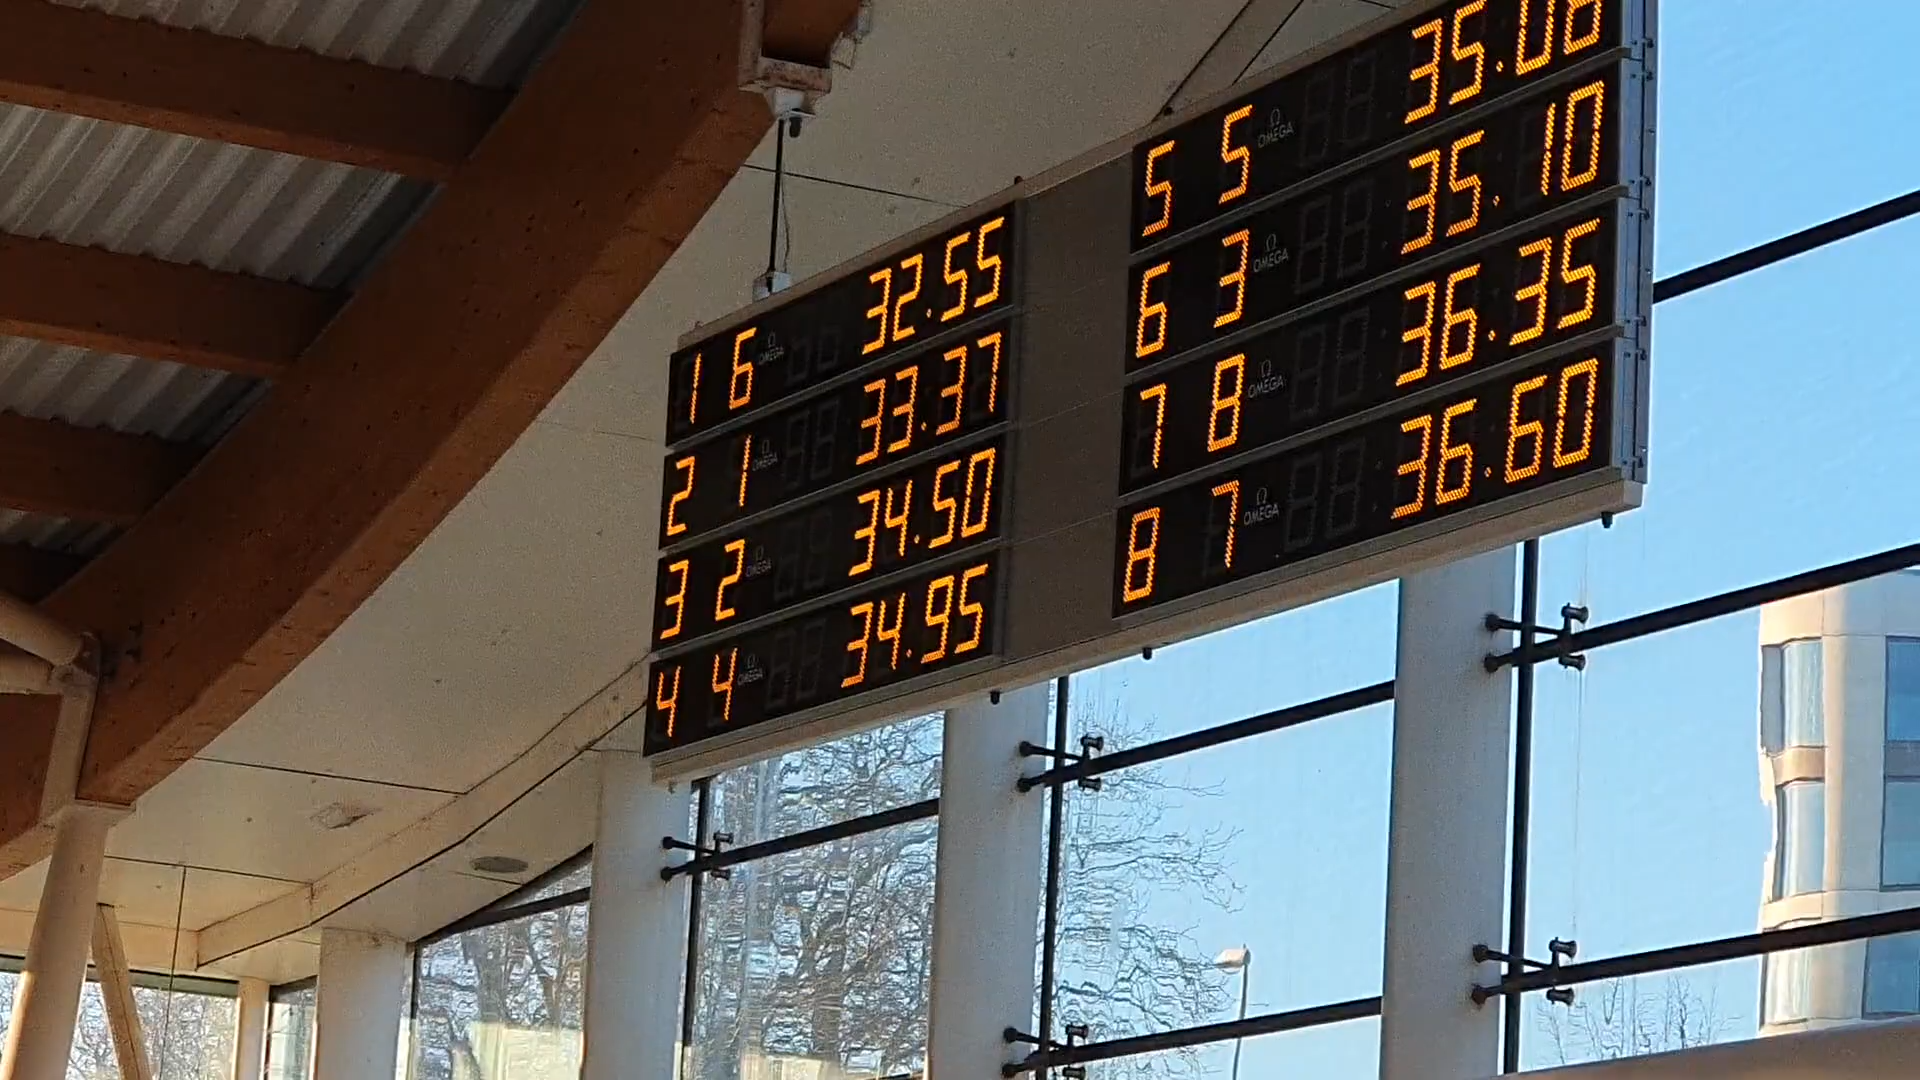 1 6 Ω OMEGA 32.55
2 1 Ω OMEGA 33.37
3 2 Ω OMEGA 34.50
4 4 Ω OMEGA 34.95
5 5 Ω OMEGA 35.08
6 3 Ω OMEGA 35.10
7 8 Ω OMEGA 36.35
8 7 Ω OMEGA 36.60